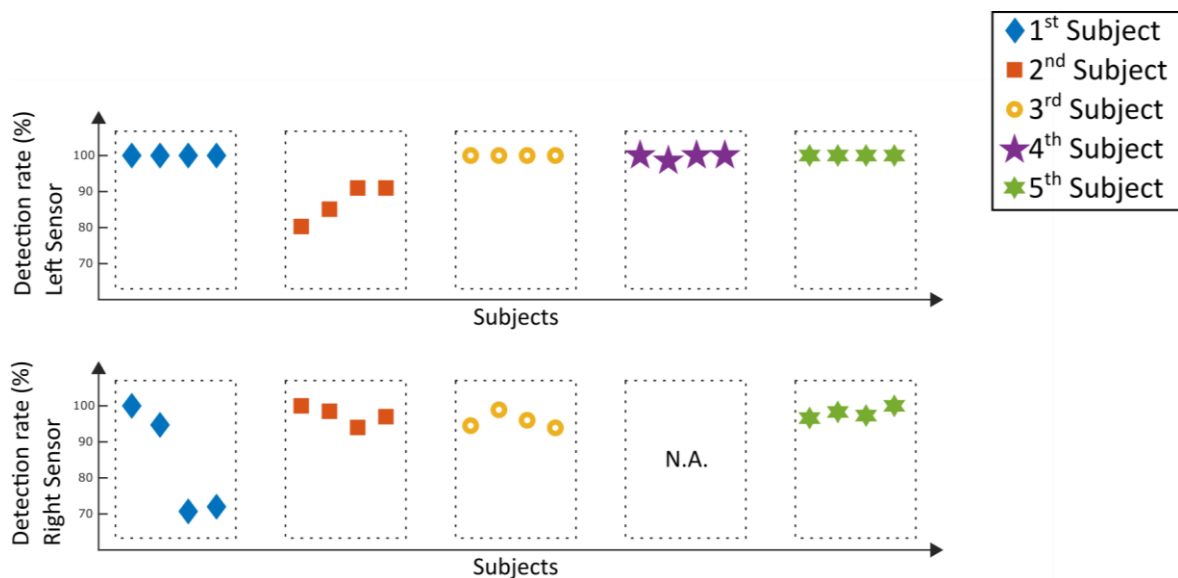 1st Subject
2nd Subject
3rd Subject
4th Subject
5th Subject
Detection rate (%)
Left Sensor
100
90
80
70
Subjects
Detection rate (%)
Right Sensor
100
90
80
70
N.A.
Subjects